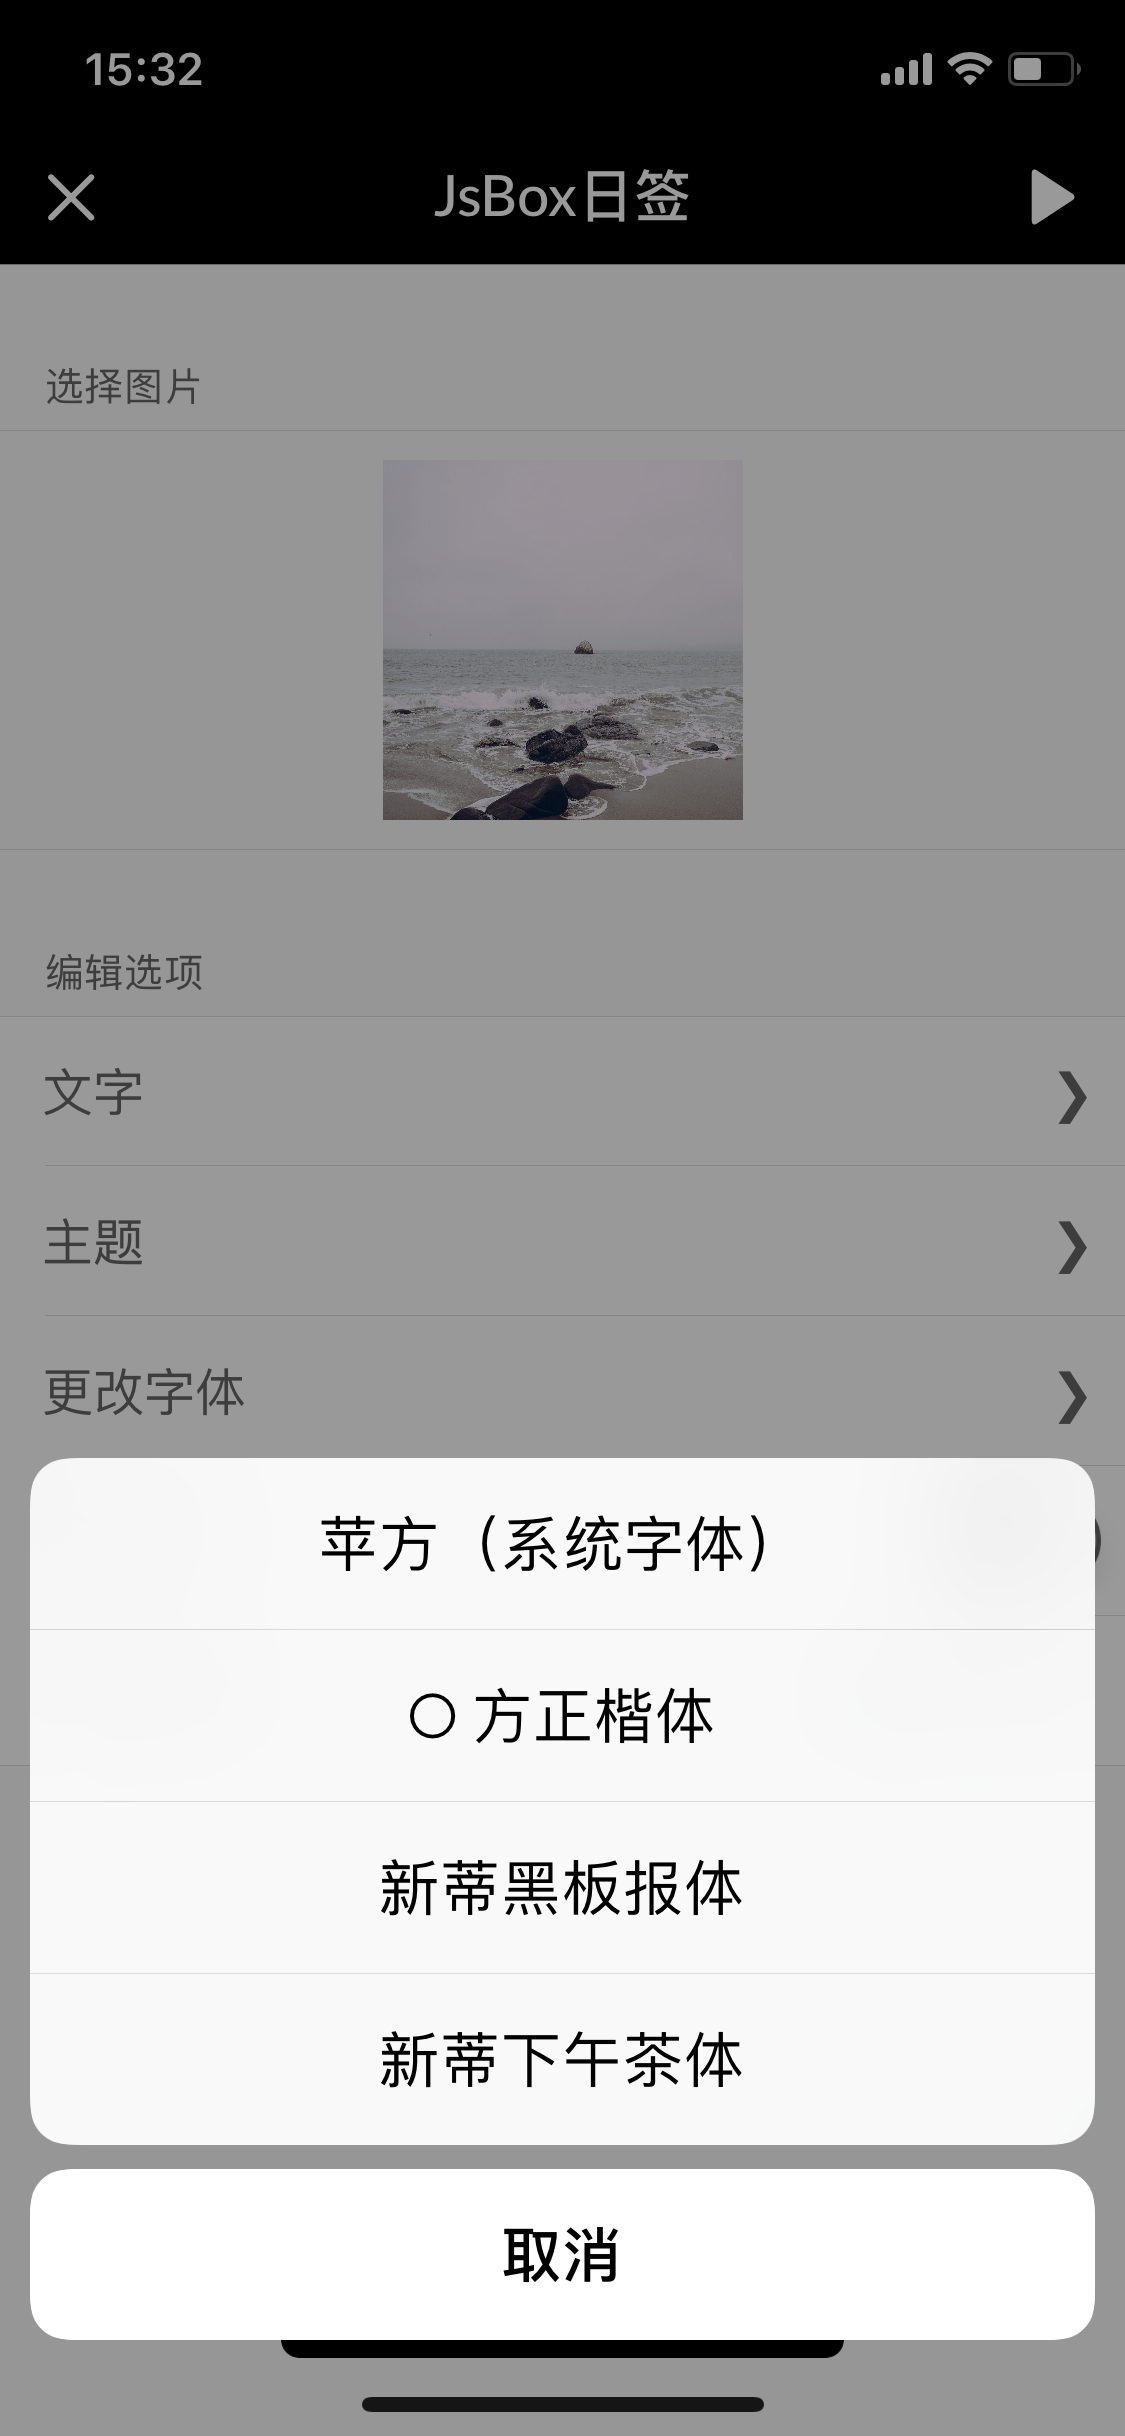 15:32
JsBox日签
选择图片
编辑选项
文字
主题
更改字体
苹方（系统字体）
○ 方正楷体
新蒂黑板报体
新蒂下午茶体
取消